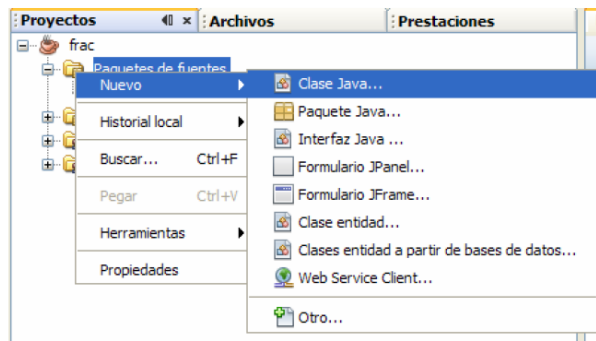 Proyectos
Archivos
Prestaciones
frac
Paquetes de fuentes
Nuevo
Historial local
Buscar... Ctrl+F
Pegar Ctrl+V
Herramientas
Propiedades
Clase Java...
Paquete Java...
Interfaz Java ...
Formulario JPanel...
Formulario JFrame...
Clase entidad...
Clases entidad a partir de bases de datos...
Web Service Client...
Otro...